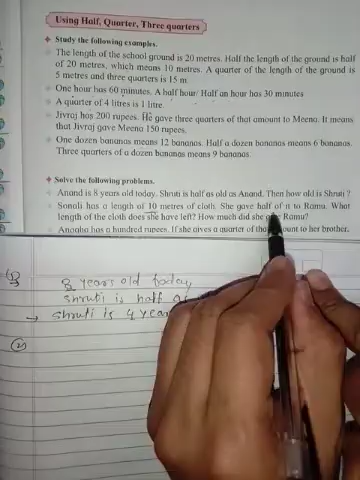 Using Half, Quarter, Three quarters
Study the following examples.
The length of the school ground is 20 metres. Half the length of the ground is half
of 20 metres, which means 10 metres. A quarter of the length of the ground is
5 metres and three quarters is 15 m.
One hour has 60 minutes. A half hour/ Half an hour has 30 minutes
A quarter of 4 litres is 1 litre.
Jivraj has 200 rupees. He gave three quarters of that amount to Meena. It means
that Jivraj gave Meena 150 rupees.
One dozen bananas means 12 bananas. Half a dozen bananas means 6 bananas.
Three quarters of a dozen bananas means 9 bananas.
Solve the following problems.
Anand is 8 years old today. Shruti is half as old as Anand. Then how old is Shruti ?
Sonali has a length of 10 metres of cloth. She gave half of it to Ramu. What
length of the cloth does she have left? How much did she Ramu?
has a hundred rupees. If she gives a quarter of to her brother.
8 years old today
shruti is half as
→ shruti is 4 year